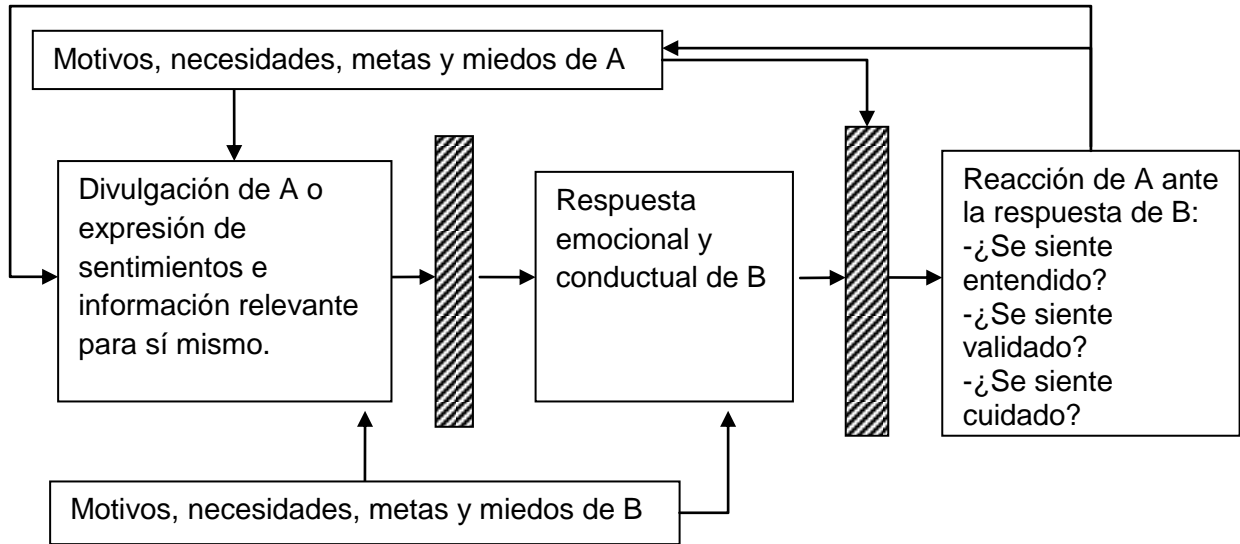 Motivos, necesidades, metas y miedos de A
Divulgación de A o
expresión de
sentimientos e
información relevante
para sí mismo.
Respuesta
emocional y
conductual de B
Reacción de A ante
la respuesta de B:
-¿Se siente
entendido?
-¿Se siente
validado?
-¿Se siente
cuidado?
Motivos, necesidades, metas y miedos de B